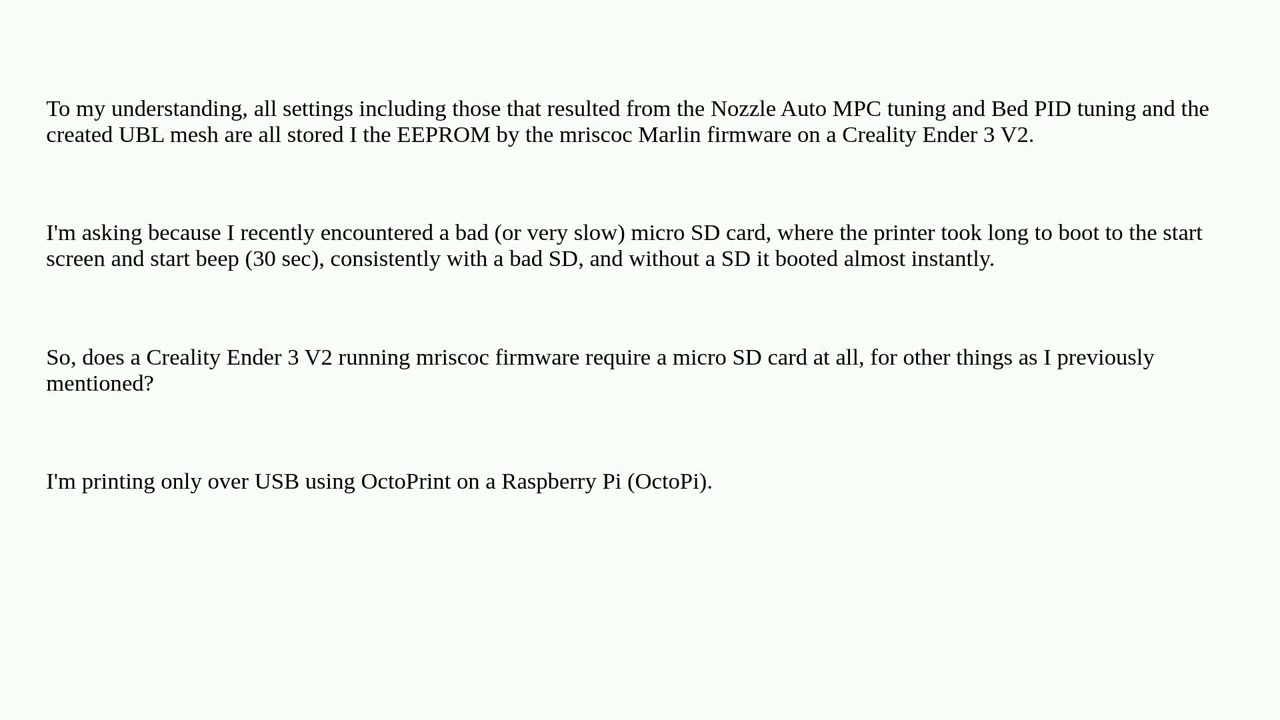 To my understanding, all settings including those that resulted from the Nozzle Auto MPC tuning and Bed PID tuning and the
created UBL mesh are all stored I the EEPROM by the mriscoc Marlin firmware on a Creality Ender 3 V2.
I'm asking because I recently encountered a bad (or very slow) micro SD card, where the printer took long to boot to the start
screen and start beep (30 sec), consistently with a bad SD, and without a SD it booted almost instantly.
So, does a Creality Ender 3 V2 running mriscoc firmware require a micro SD card at all, for other things as I previously
mentioned?
I'm printing only over USB using OctoPrint on a Raspberry Pi (OctoPi).